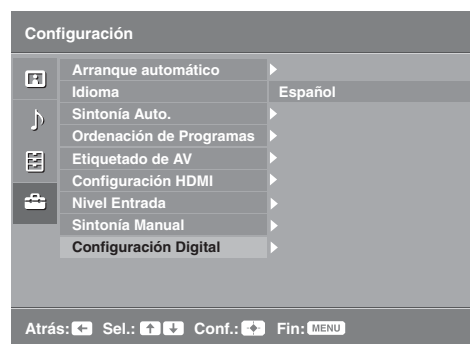 Configuración
Arranque automático
Idioma Español
Sintonía Auto.
Ordenación de Programas
Etiquetado de AV
Configuración HDMI
Nivel Entrada
Sintonía Manual
Configuración Digital
Atrás: Sel.: Conf.: Fin: MENU